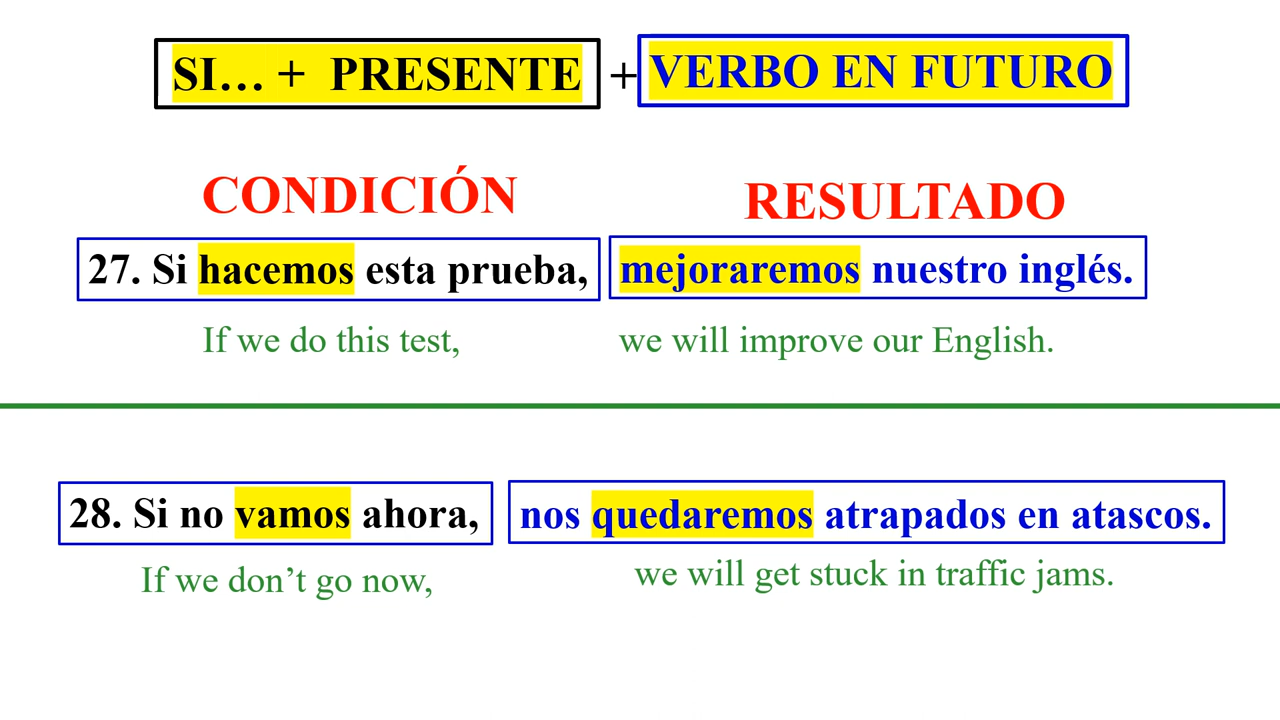 SI… + PRESENTE + VERBO EN FUTURO
CONDICIÓN RESULTADO
27. Si hacemos esta prueba, mejoraremos nuestro inglés.
If we do this test, we will improve our English.
28. Si no vamos ahora, nos quedaremos atrapados en atascos.
If we don’t go now, we will get stuck in traffic jams.